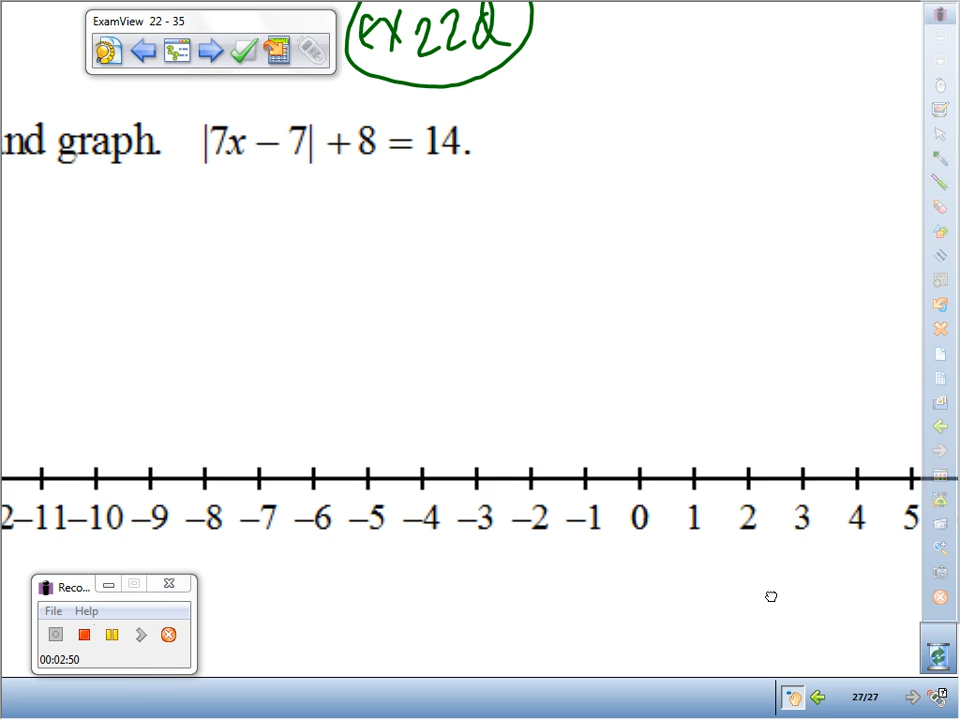 ExamView 22 - 35
ex 22d
nd graph. |7x – 7| + 8 = 14.
2 –11 –10 –9 –8 –7 –6 –5 –4 –3 –2 –1 0 1 2 3 4 5
Reco...
File Help
00:02:50
27/27